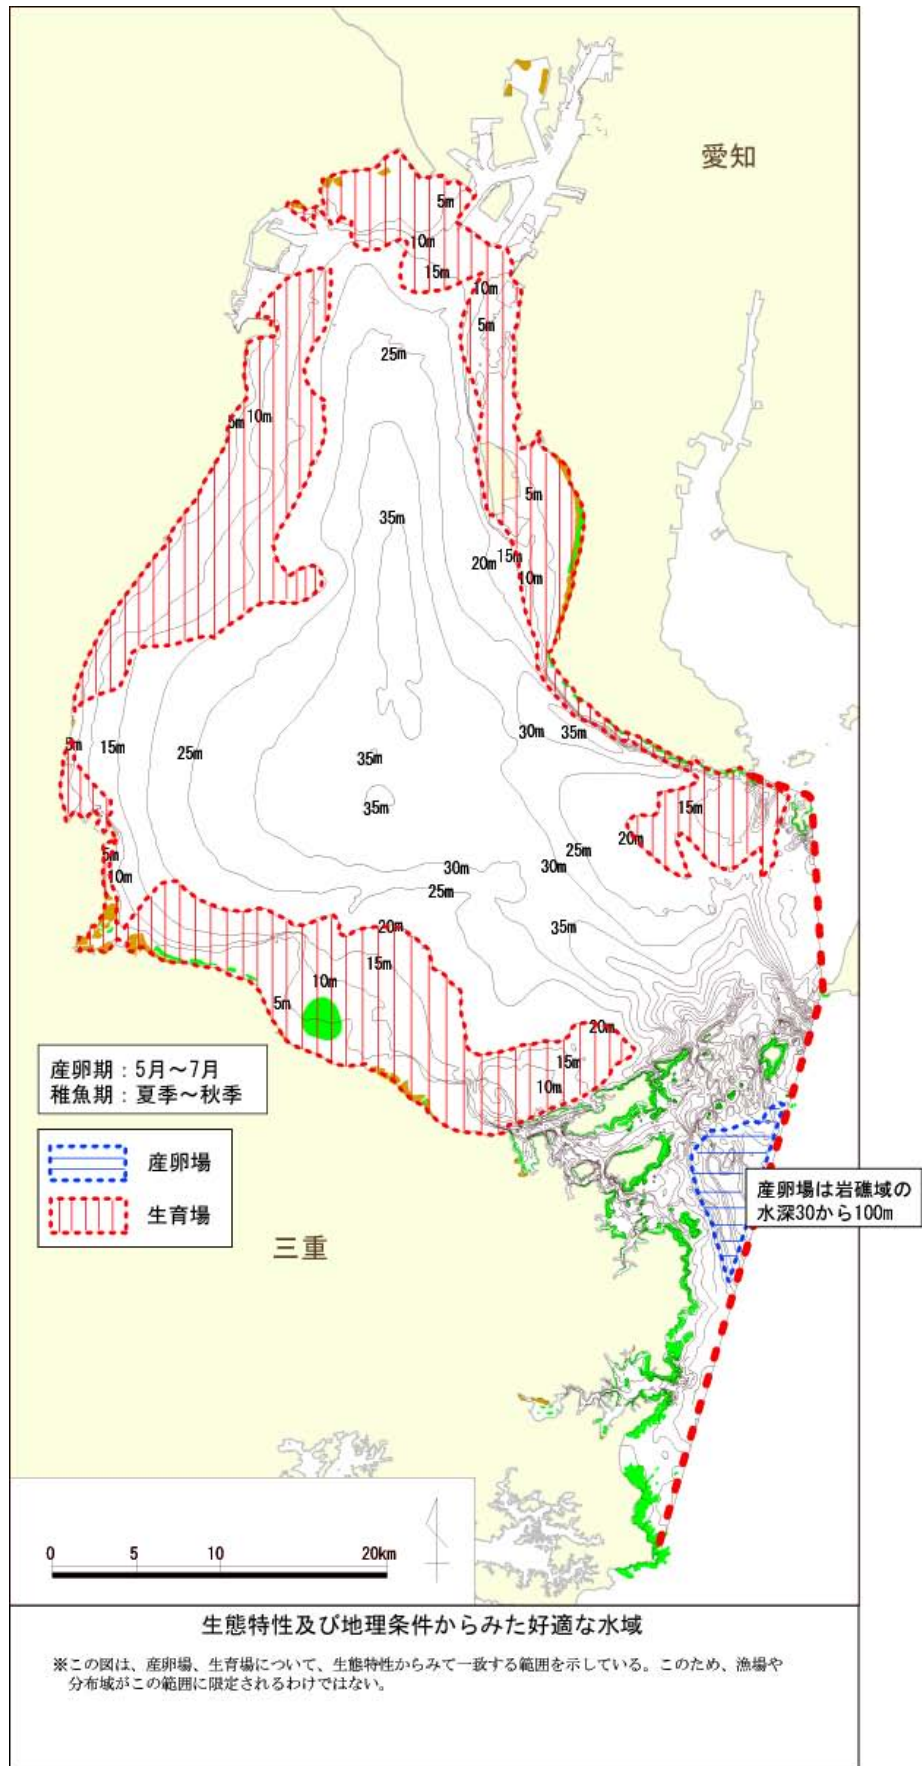 愛知
5m
10m
15m
10m
5m
25m
5m
10m
35m
5m
20m
15m
10m
30m
35m
5m
15m
25m
35m
35m
15m
20m
25m
30m
30m
25m
5m
10m
20m
35m
15m
10m
5m
20m
15m
10m
産卵期：5月～7月
稚魚期：夏季～秋季
産卵場
生育場
産卵場は岩礁域の
水深30から100m
三重
0 5 10 20km
生態特性及び地理条件からみた好適な水域
※この図は、産卵場、生育場について、生態特性からみて一致する範囲を示している。このため、漁場や
分布域がこの範囲に限定されるわけではない。